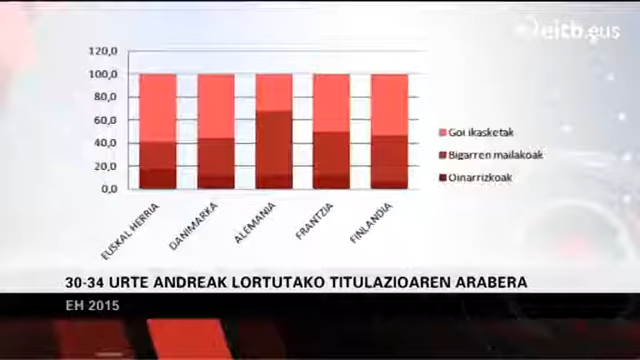 eitb.eus
120,0
100,0
80,0
60,0
40,0
20,0
0,0
EUSKAL HERRIA
DANIMARKA
ALEMANIA
FRANTZIA
FINLANDIA
Goi ikasketak
Bigarren mailakoak
Oinarrizkoak
30-34 URTE ANDREAK LORTUTAKO TITULAZIOAREN ARABERA
EH 2015